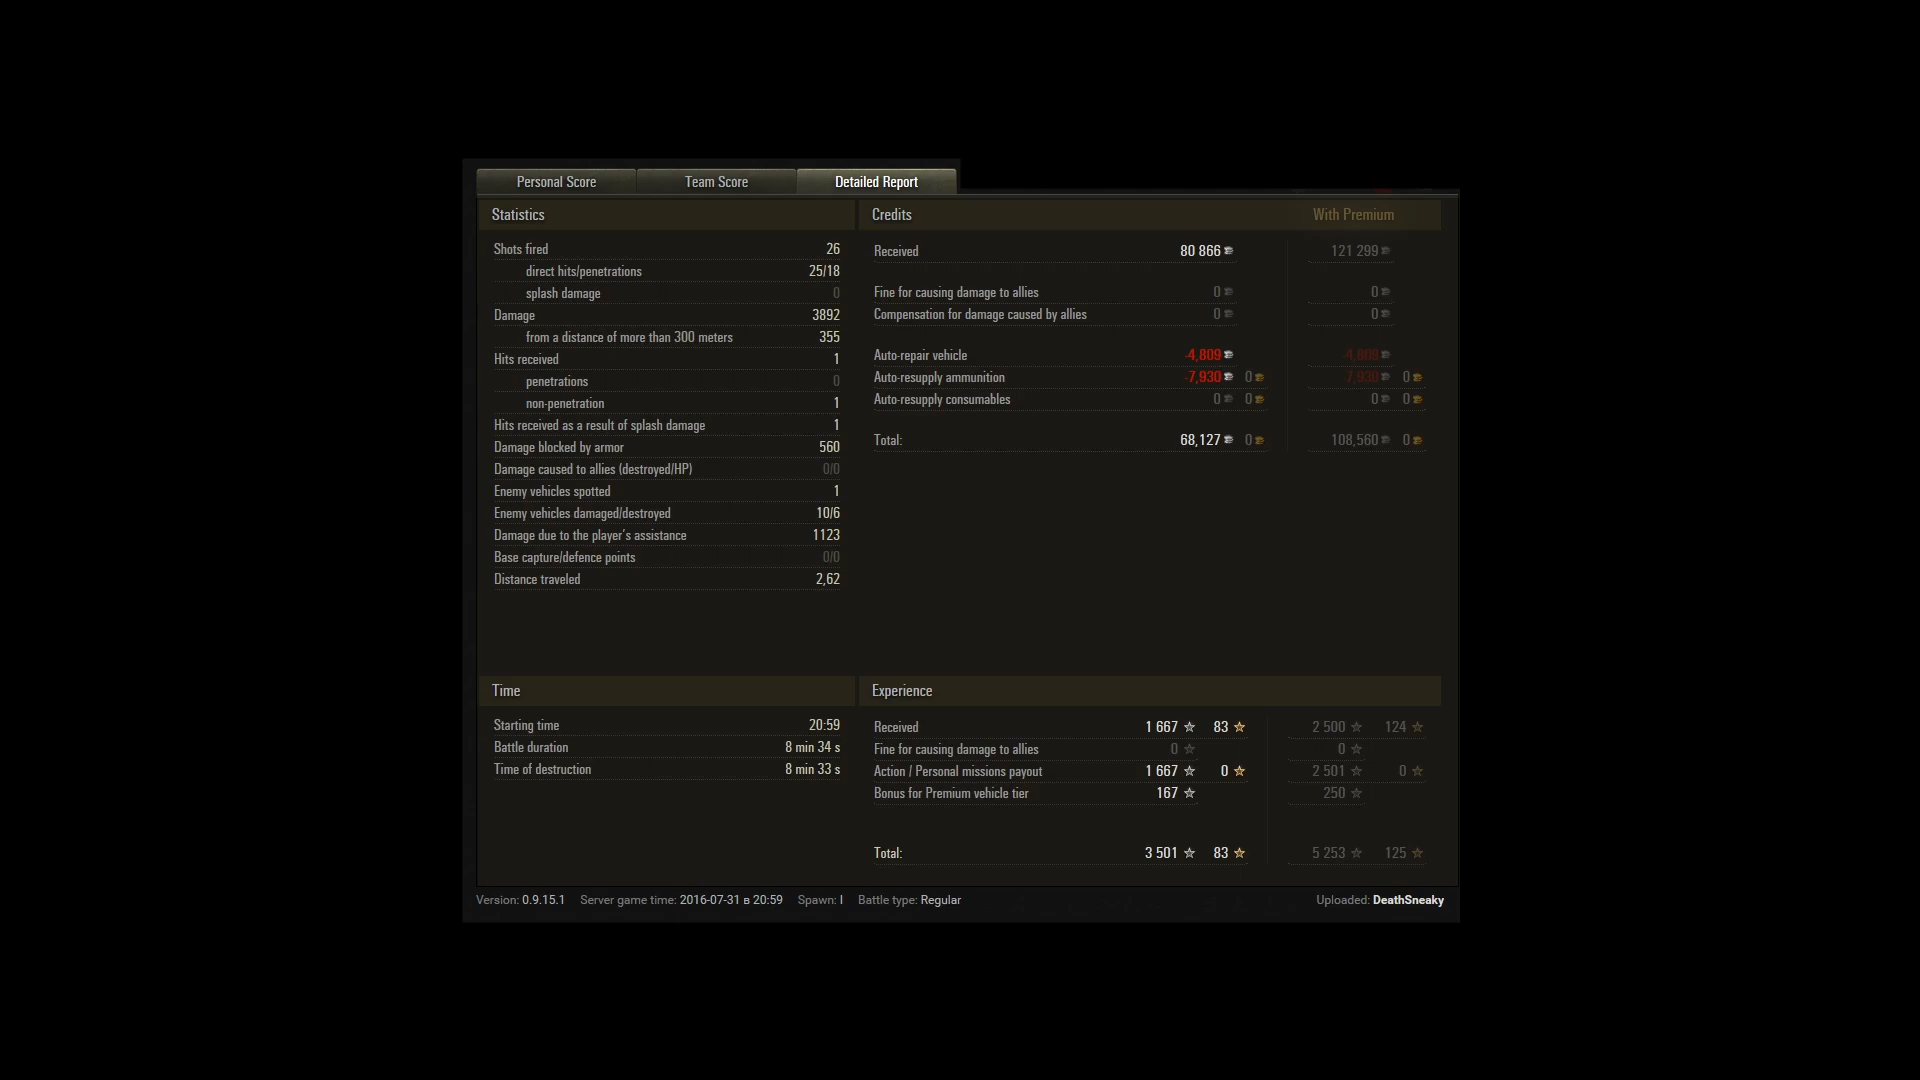 Personal Score Team Score Detailed Report
Statistics
Shots fired 26
direct hits/penetrations 25/18
splash damage 0
Damage 3892
from a distance of more than 300 meters 355
Hits received 1
penetrations 0
non-penetration 1
Hits received as a result of splash damage 1
Damage blocked by armor 560
Damage caused to allies (destroyed/HP) 0/0
Enemy vehicles spotted 1
Enemy vehicles damaged/destroyed 10/6
Damage due to the player's assistance 1123
Base capture/defence points 0/0
Distance traveled 2,62
Credits With Premium
Received 80 866 121 299
Fine for causing damage to allies 0 0
Compensation for damage caused by allies 0 0
Auto-repair vehicle -4,809 -4,809
Auto-resupply ammunition -7,930 0 -7,930 0
Auto-resupply consumables 0 0 0 0
Total: 68,127 0 108,560 0
Time
Starting time 20:59
Battle duration 8 min 34 s
Time of destruction 8 min 33 s
Experience
Received 1 667 83 2 500 124
Fine for causing damage to allies 0 0
Action / Personal missions payout 1 667 0 2 501 0
Bonus for Premium vehicle tier 167 250
Total: 3 501 83 5 253 125
Version: 0.9.15.1 Server game time: 2016-07-31 в 20:59 Spawn: I Battle type: Regular Uploaded: DeathSneaky